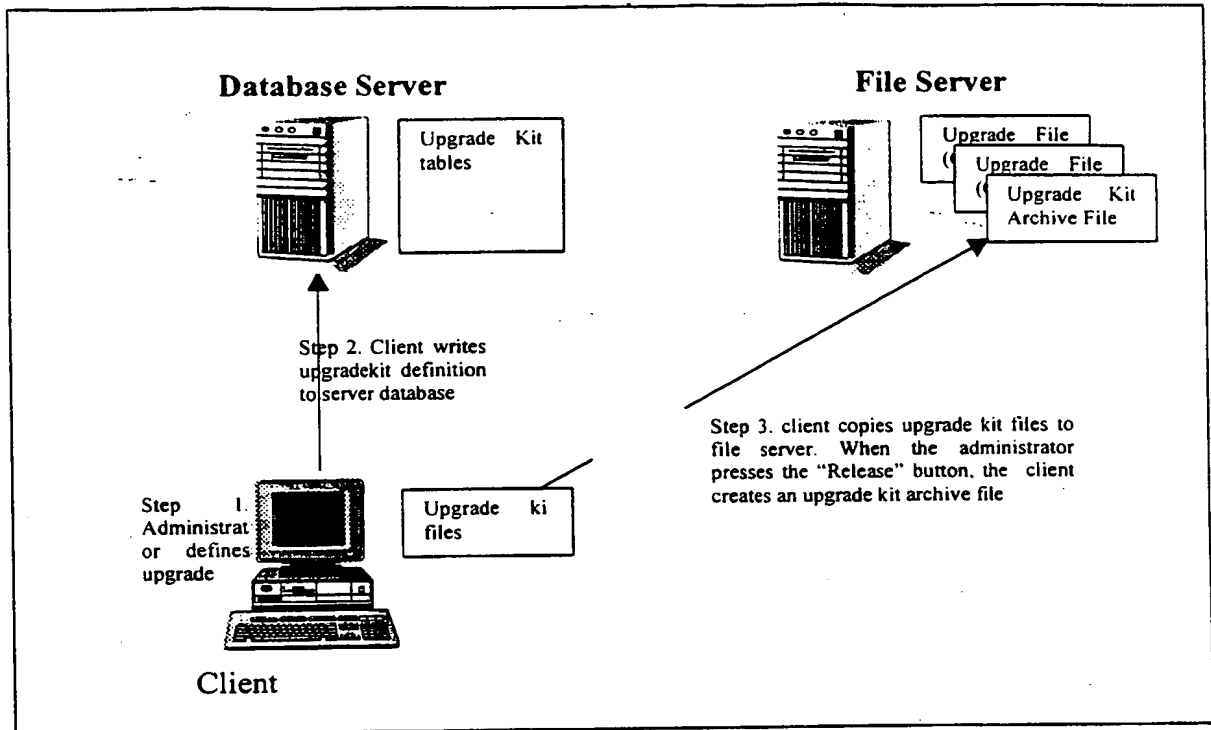 Database Server
File Server
Upgrade Kit
tables
Upgrade File
(
Upgrade File
(
Upgrade Kit
Archive File
Step 2. Client writes
upgradekit definition
to server database
Step 3. client copies upgrade kit files to
file server. When the administrator
presses the “Release” button, the client
creates an upgrade kit archive file
Step 1.
Administrat
or defines
upgrade
Upgrade ki
files
Client